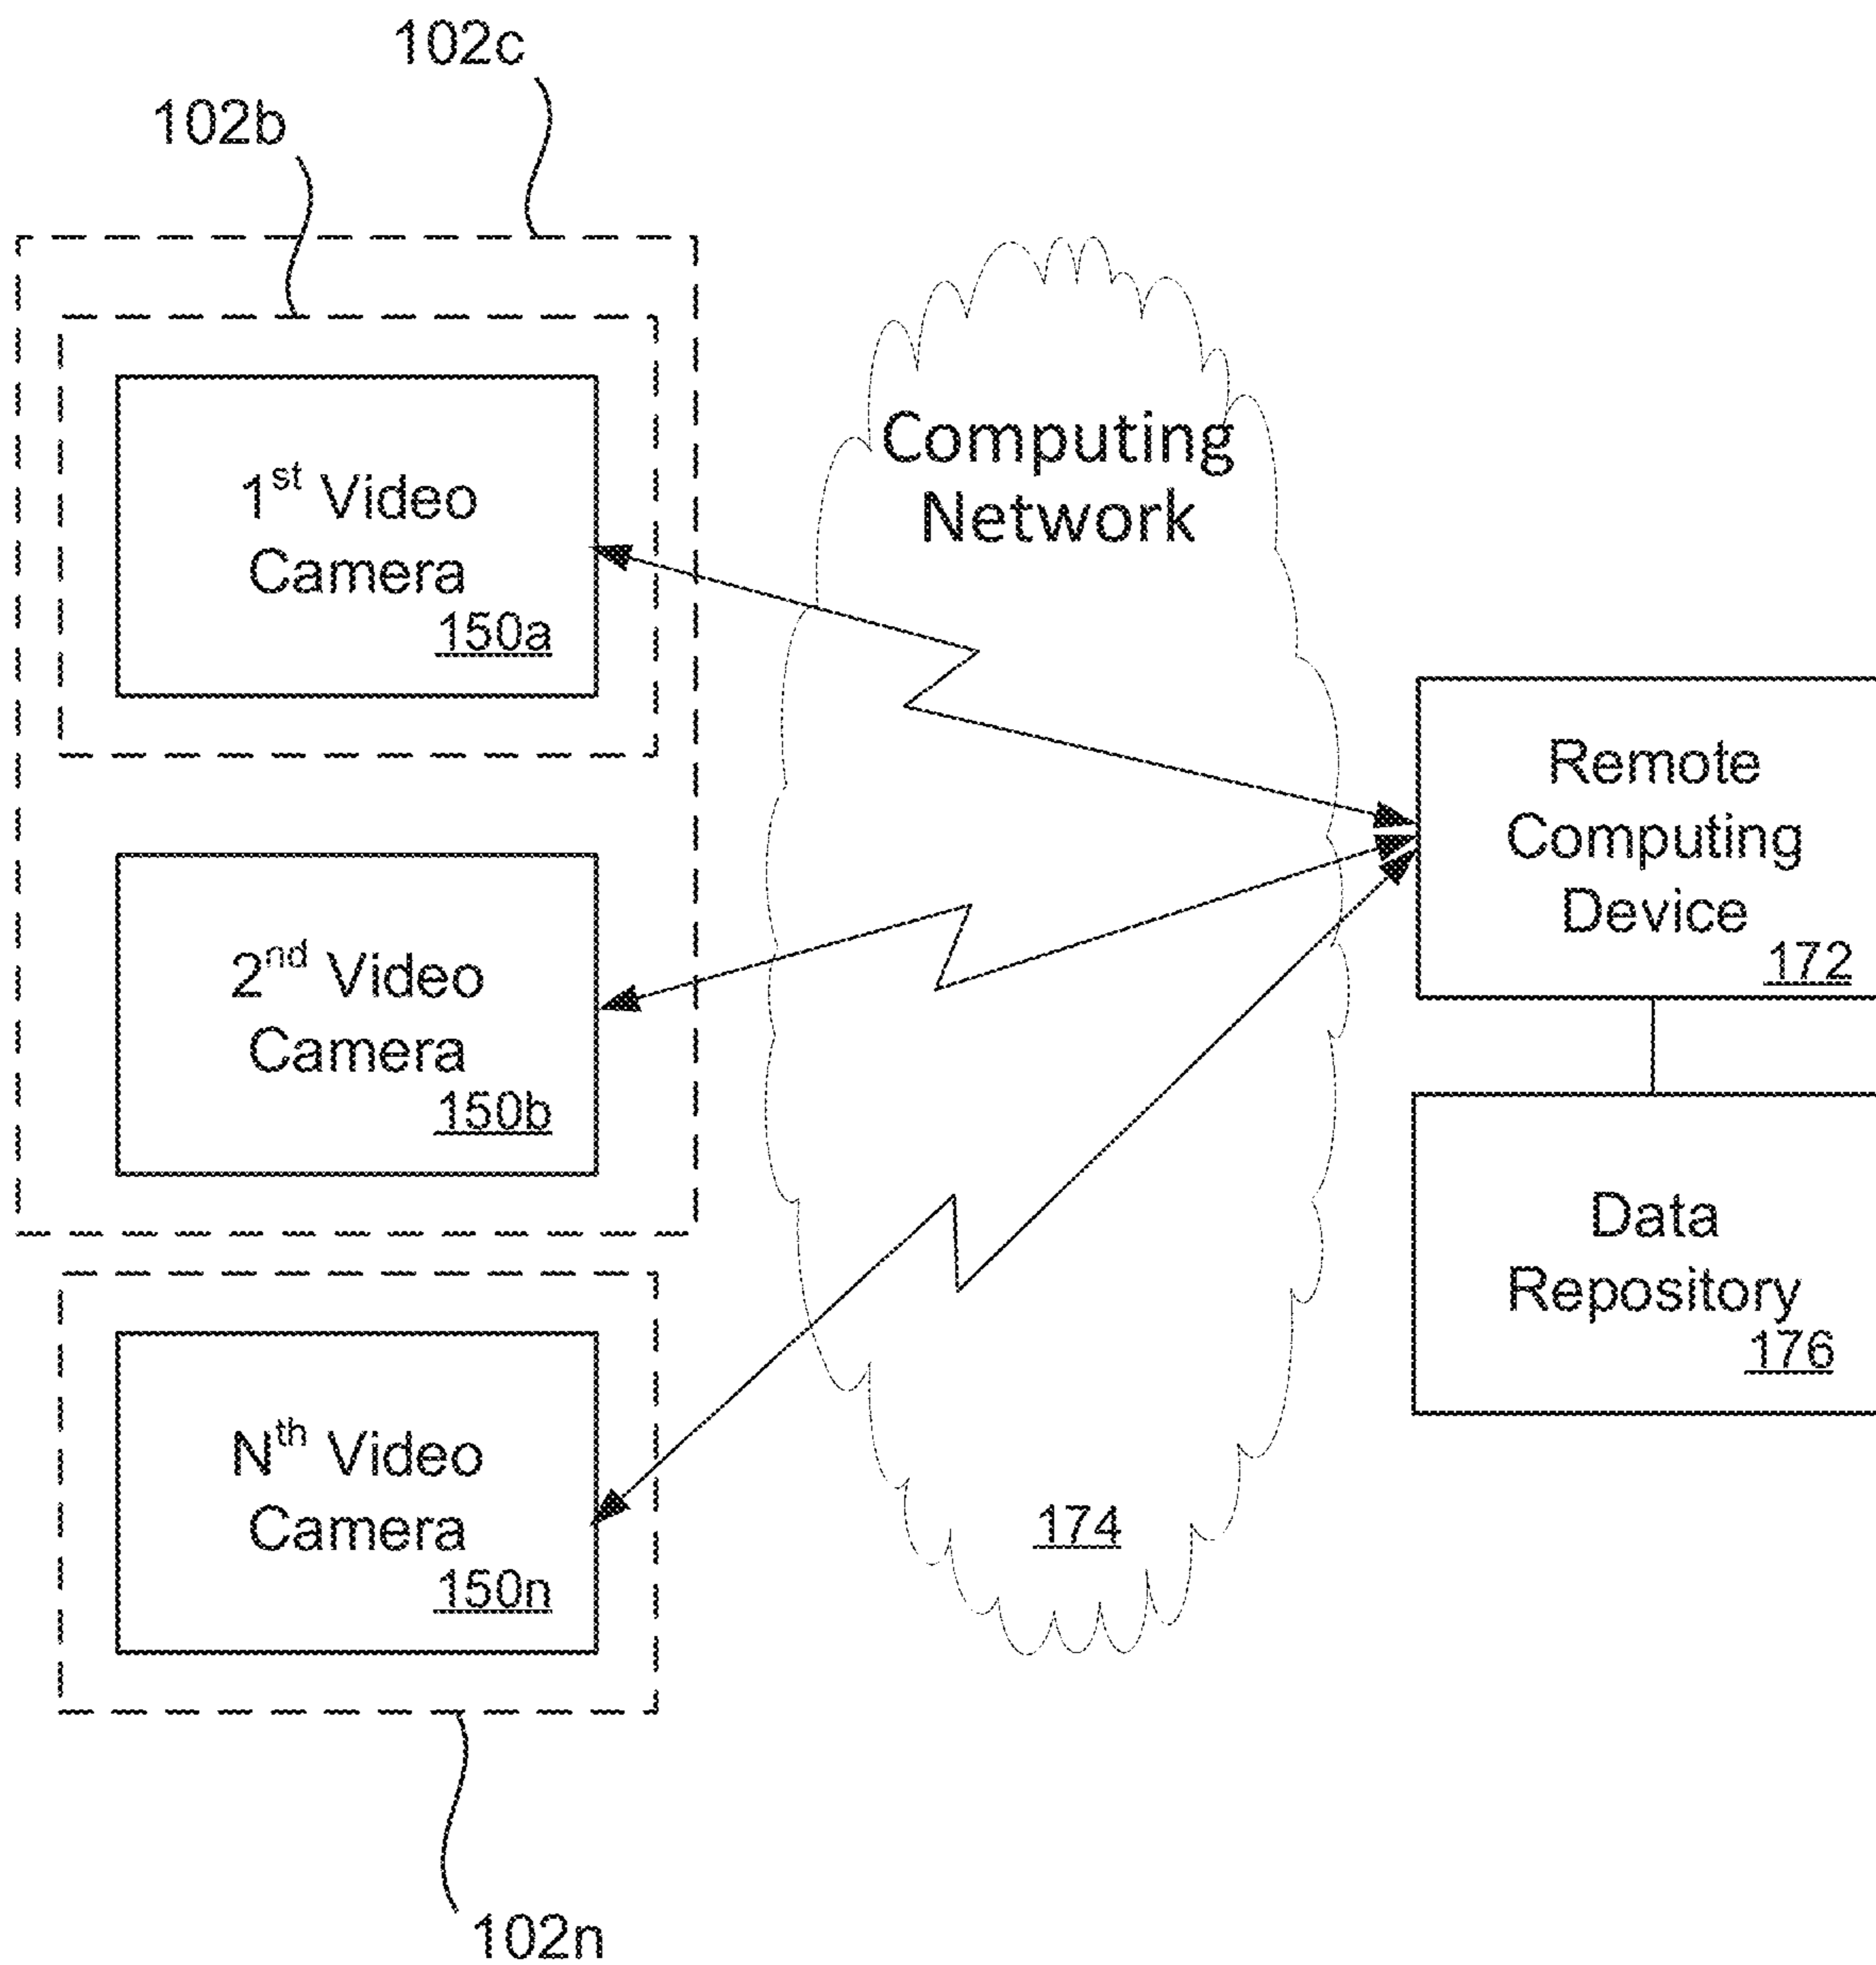 102c
102b
1st Video
Camera
150a
Computing
Network
Remote
Computing
Device
172
2nd Video
Camera
150b
Data
Repository
176
Nth Video
Camera
150n
174
102n